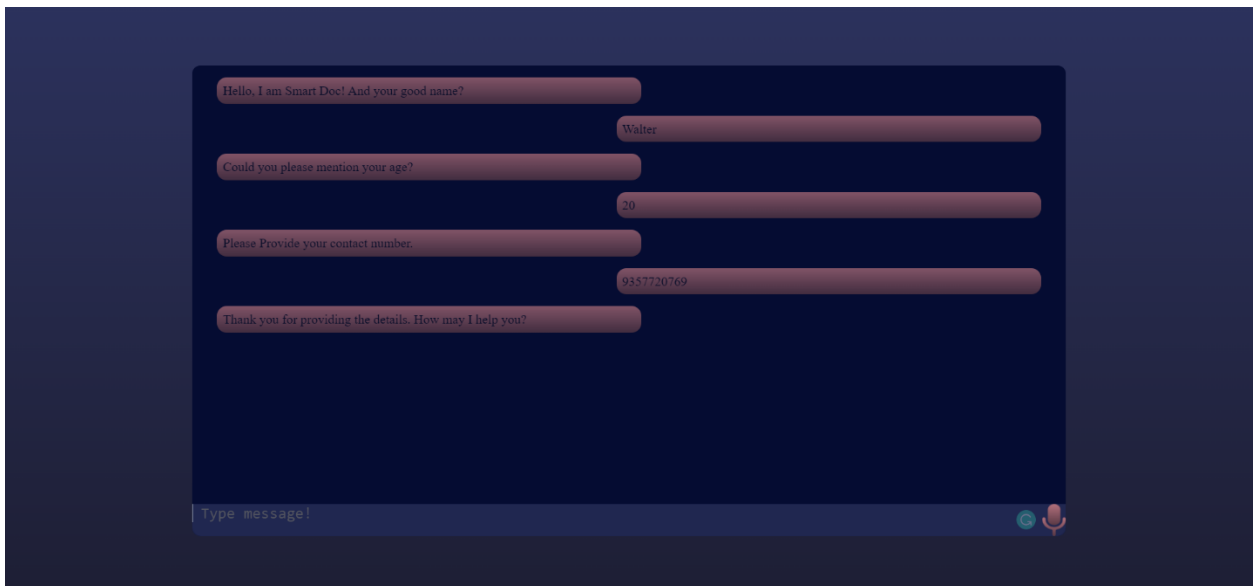 Hello, I am Smart Doc! And your good name?
Walter
Could you please mention your age?
20
Please Provide your contact number.
9357720769
Thank you for providing the details. How may I help you?
Type message!